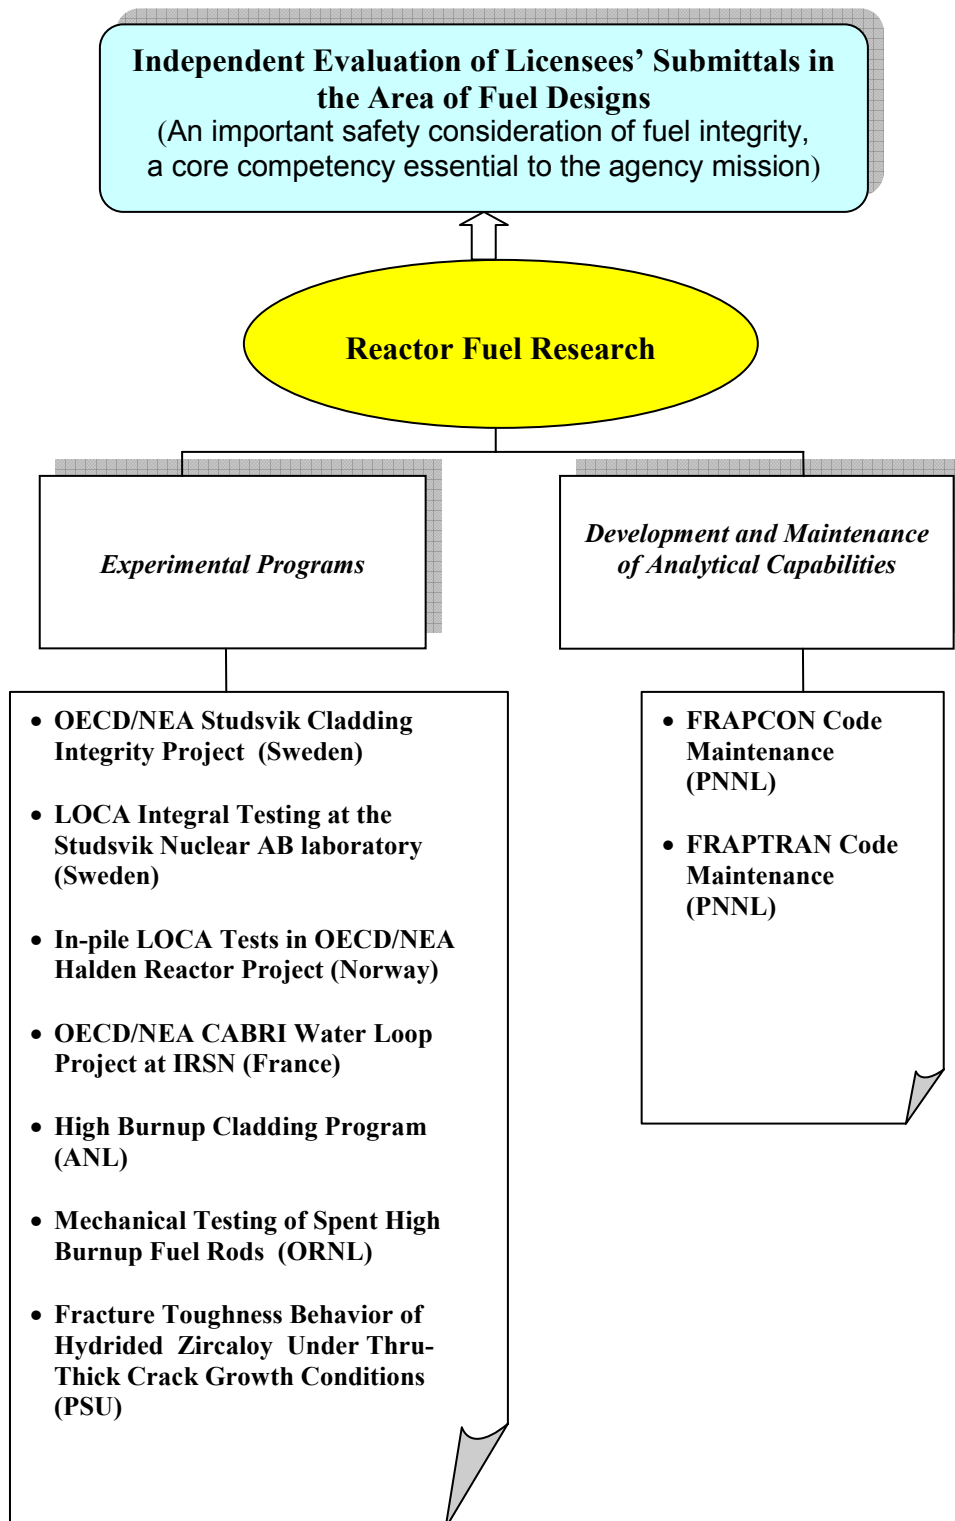 Independent Evaluation of Licensees’ Submittals in
the Area of Fuel Designs
(An important safety consideration of fuel integrity,
a core competency essential to the agency mission)
Reactor Fuel Research
Experimental Programs
Development and Maintenance
of Analytical Capabilities
• OECD/NEA Studsvik Cladding
Integrity Project (Sweden)
• LOCA Integral Testing at the
Studsvik Nuclear AB laboratory
(Sweden)
• In-pile LOCA Tests in OECD/NEA
Halden Reactor Project (Norway)
• OECD/NEA CABRI Water Loop
Project at IRSN (France)
• High Burnup Cladding Program
(ANL)
• Mechanical Testing of Spent High
Burnup Fuel Rods (ORNL)
• Fracture Toughness Behavior of
Hydrided Zircaloy Under Thru-
Thick Crack Growth Conditions
(PSU)
• FRAPCON Code
Maintenance
(PNNL)
• FRAPTRAN Code
Maintenance
(PNNL)